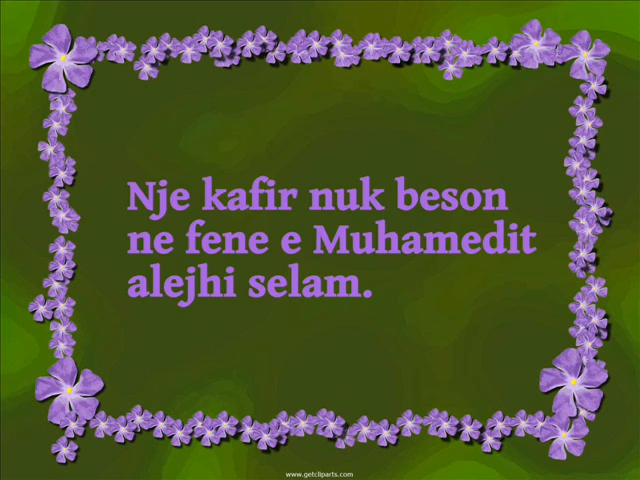 Nje kafir nuk beson
ne fene e Muhamedit
alejhi selam.
www.getcliparts.com